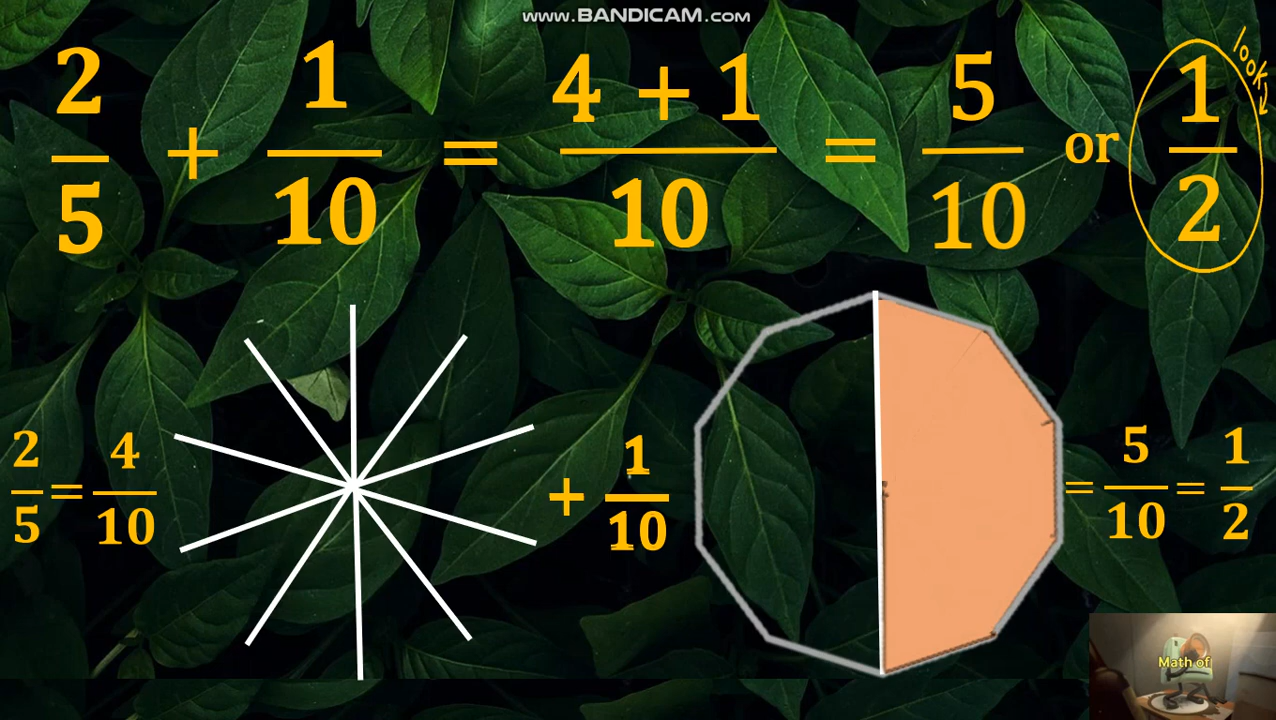 www.BANDICAM.com
2/5 + 1/10 = 4 + 1/10 = 5/10 or 1/2
look
2/5 = 4/10 + 1/10 = 5/10 = 1/2
Math of